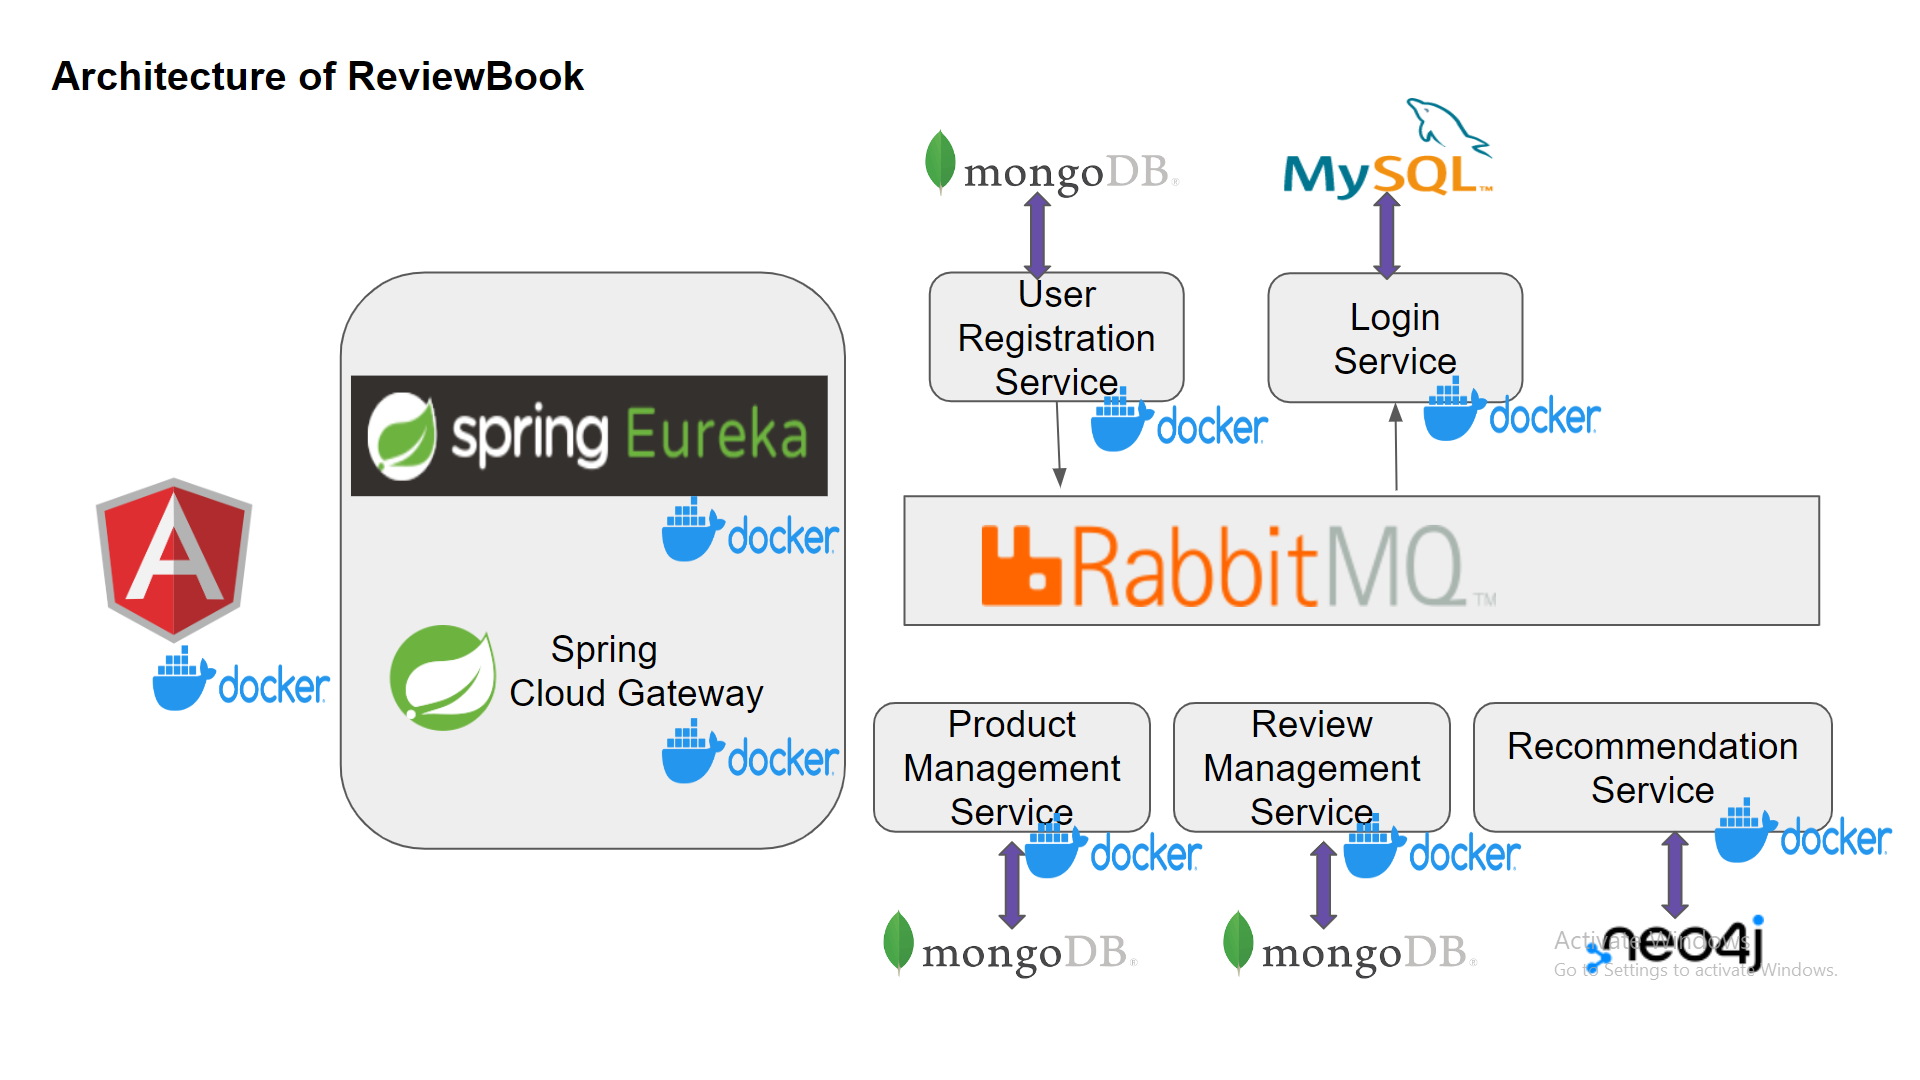 Architecture of ReviewBook
mongoDB®
MySQL™
User
Registration
Service
docker
Login
Service
docker
spring Eureka
docker
RabbitMQ™
docker
Spring
Cloud Gateway
docker
Product
Management
Service
docker
Review
Management
Service
docker
Recommendation
Service
docker
mongoDB®
mongoDB®
neo4j
Activate Windows
Go to Settings to activate Windows.